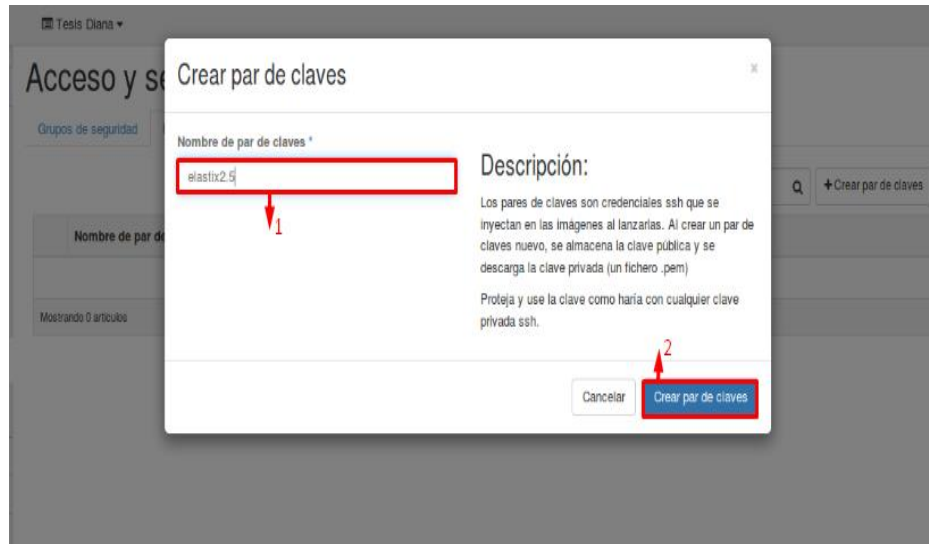 Tesis Diana
Acceso y se
Crear par de claves
×
Grupos de seguridad
Nombre de par de claves *
elastix2.5
1
Descripción:
Los pares de claves son credenciales ssh que se
inyectan en las imágenes al lanzarlas. Al crear un par de
claves nuevo, se almacena la clave pública y se
descarga la clave privada (un fichero .pem)
Proteja y use la clave como haría con cualquier clave
privada ssh.
+Crear par de claves
Nombre de par de
Mostrando 0 artículos
2
Cancelar
Crear par de claves